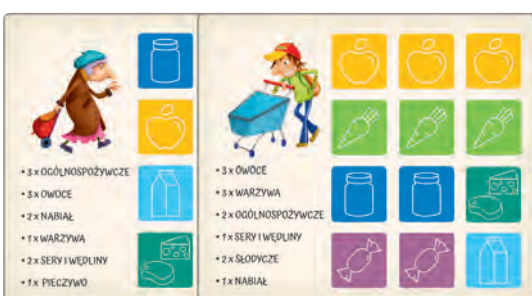 • 3 x OGÓLNOSPOŻYWCZE
• 3 x OWOCE
• 2 x NABIAŁ
• 1 x WARZYWA
• 2 x SERY I WĘDLINY
• 1 x PIECZYWO
• 3 x OWOCE
• 3 x WARZYWA
• 2 x OGÓLNOSPOŻYWCZE
• 1 x SERY I WĘDLINY
• 2 x SŁODYCZE
• 1 x NABIAŁ